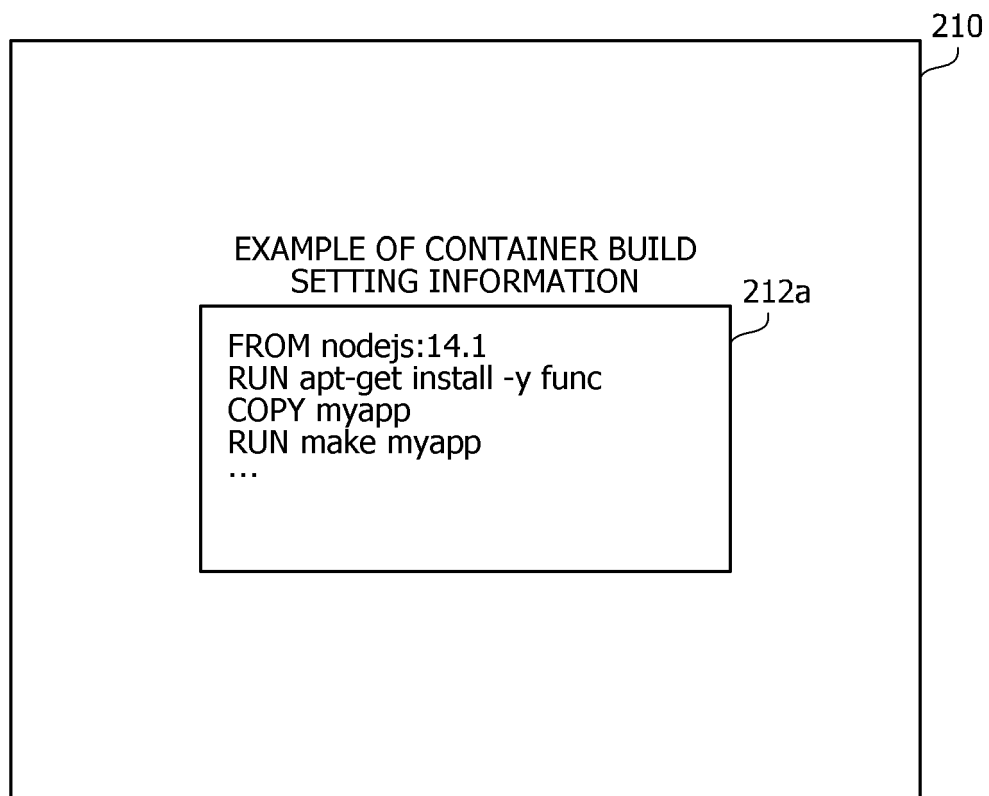 210
EXAMPLE OF CONTAINER BUILD
SETTING INFORMATION
212a
FROM nodejs:14.1
RUN apt-get install -y func
COPY myapp
RUN make myapp
...